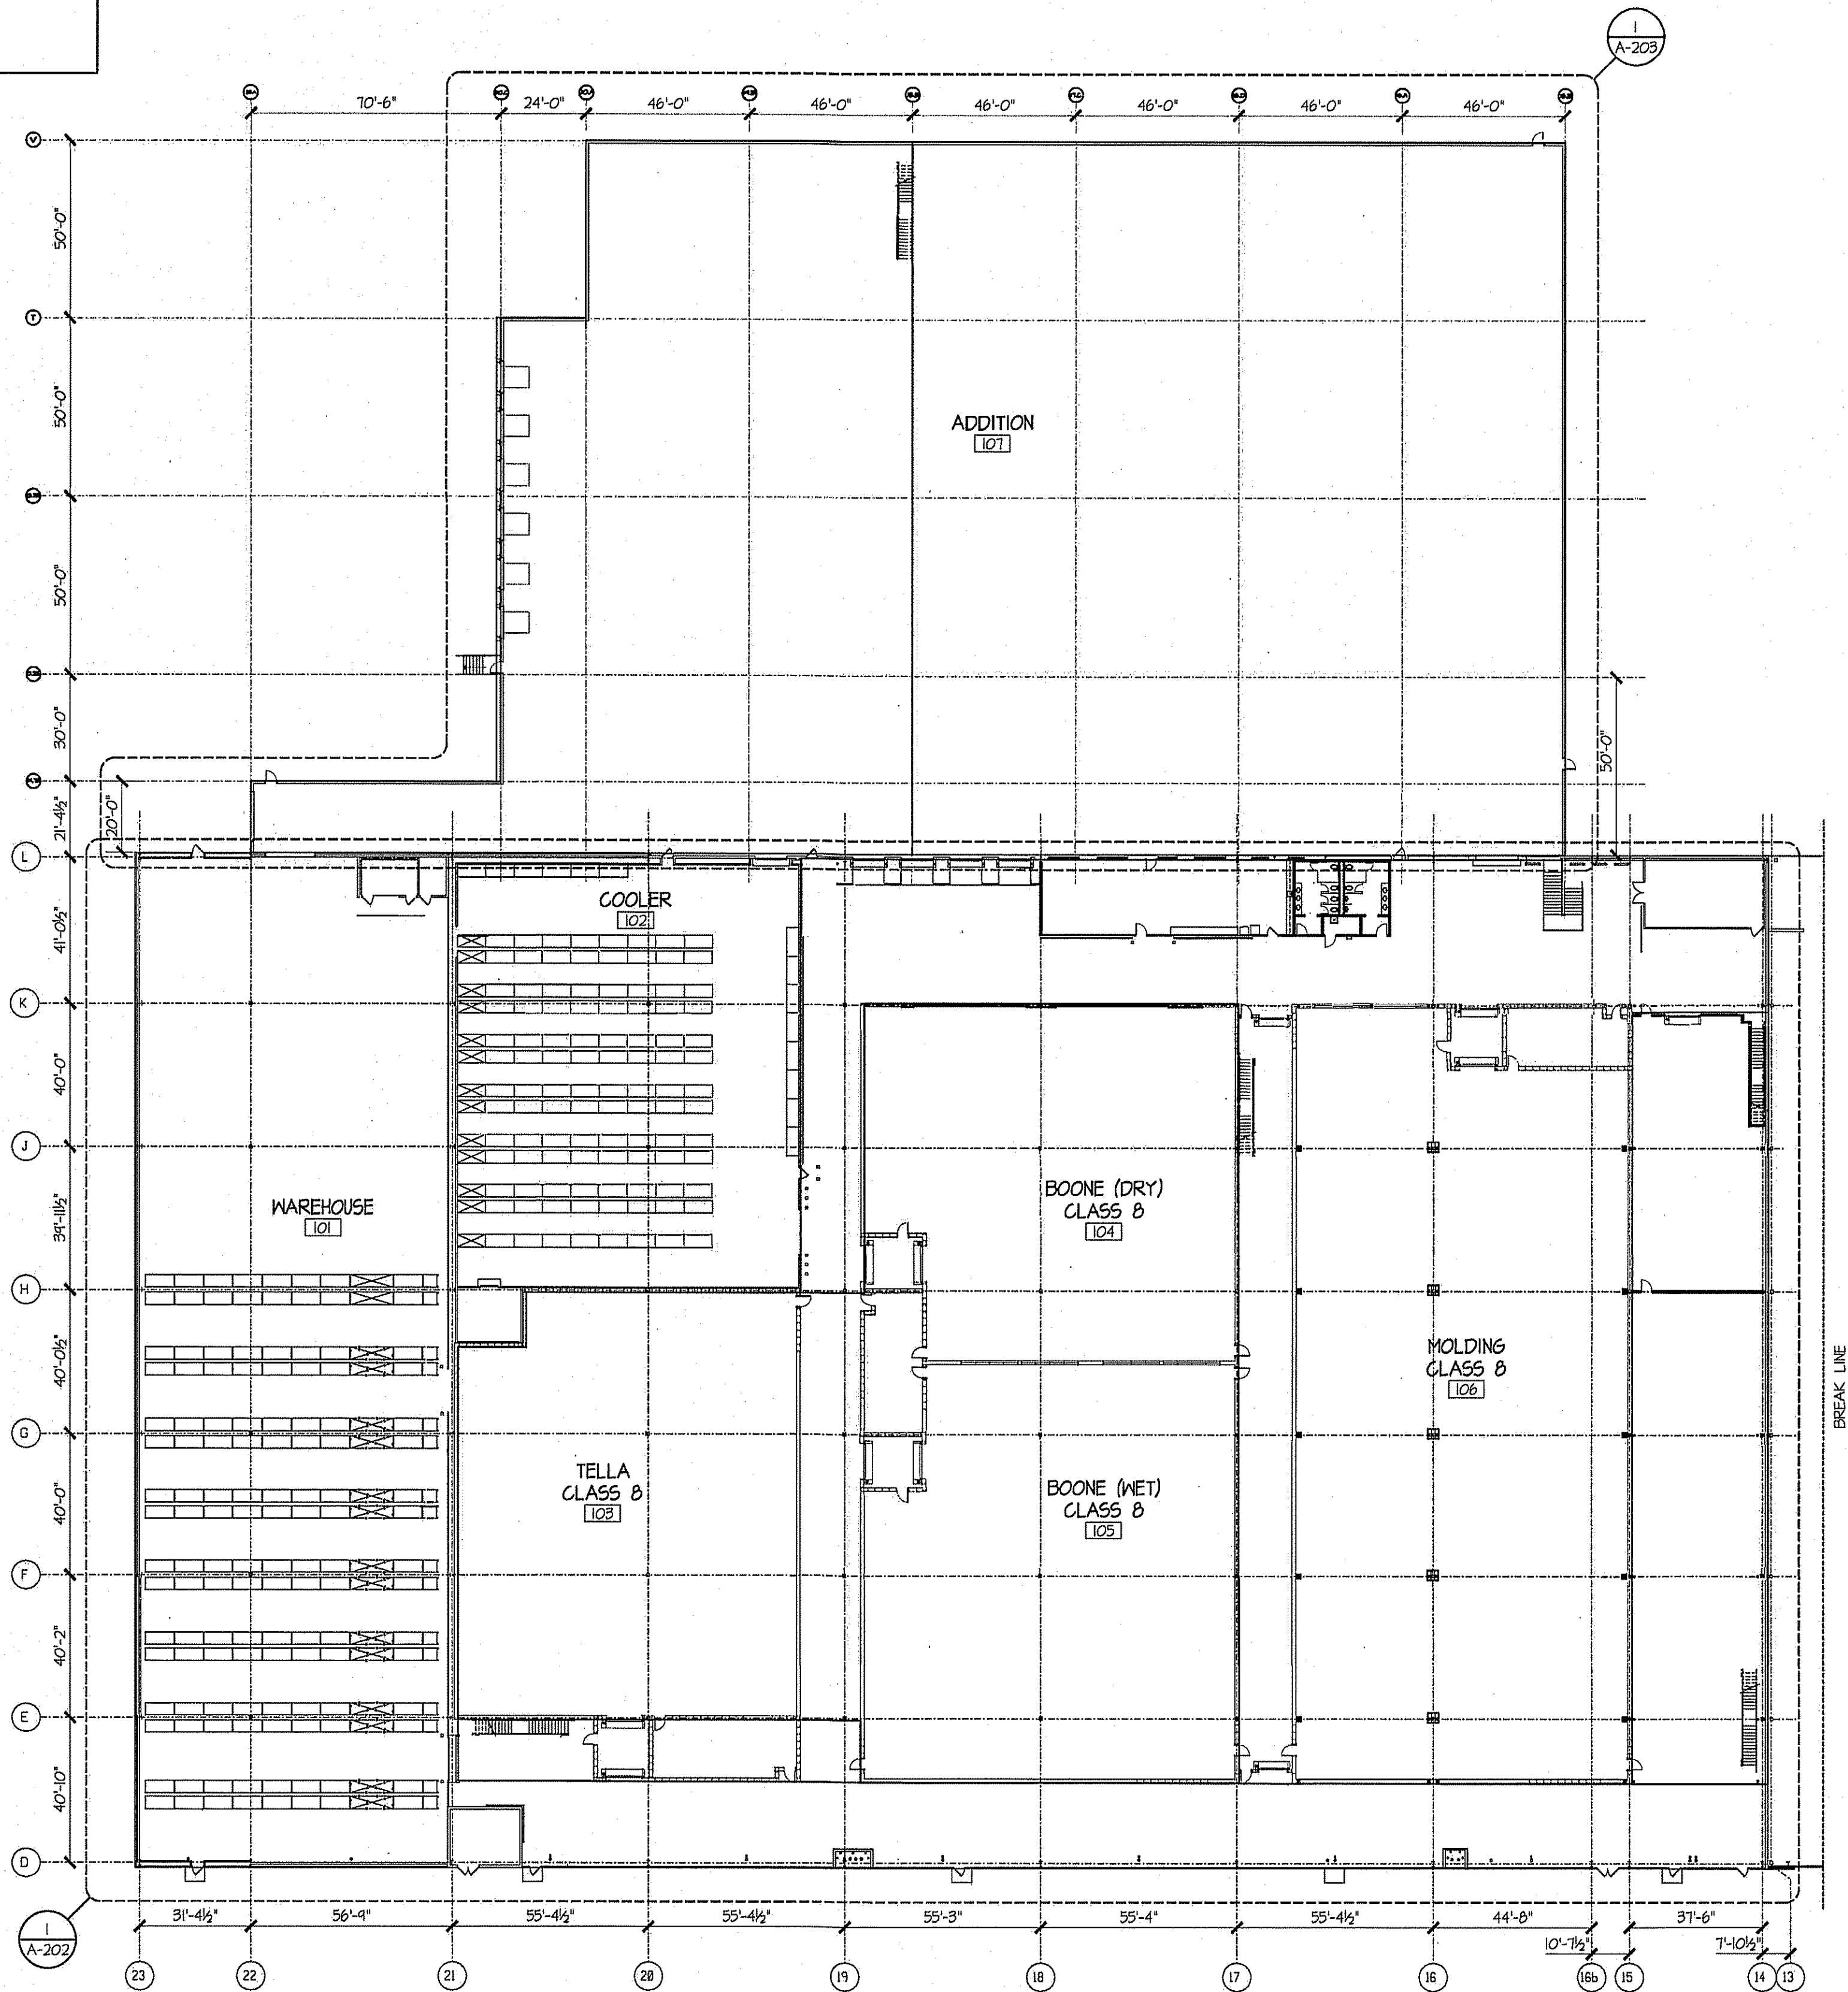 1
A-203
70'-6"
24'-0"
46'-0"
46'-0"
46'-0"
46'-0"
46'-0"
46'-0"
V
50'-0"
T
50'-0"
ADDITION
107
50'-0"
30'-0"
50'-0"
21'-4½"
20'-0"
L
COOLER
102
41'-0½"
K
40'-0"
J
BOONE (DRY)
CLASS 8
104
WAREHOUSE
101
39'-11½"
H
MOLDING
CLASS 8
106
40'-0½"
BREAK LINE
G
TELLA
CLASS 8
103
BOONE (WET)
CLASS 8
105
40'-0"
F
40'-2"
E
40'-10"
D
1
A-202
31'-4½"
56'-9"
55'-4½"
55'-4½"
55'-3"
55'-4"
55'-4½"
44'-8"
37'-6"
10'-7½"
7'-10½"
23
22
21
20
19
18
17
16
16b
15
14
13